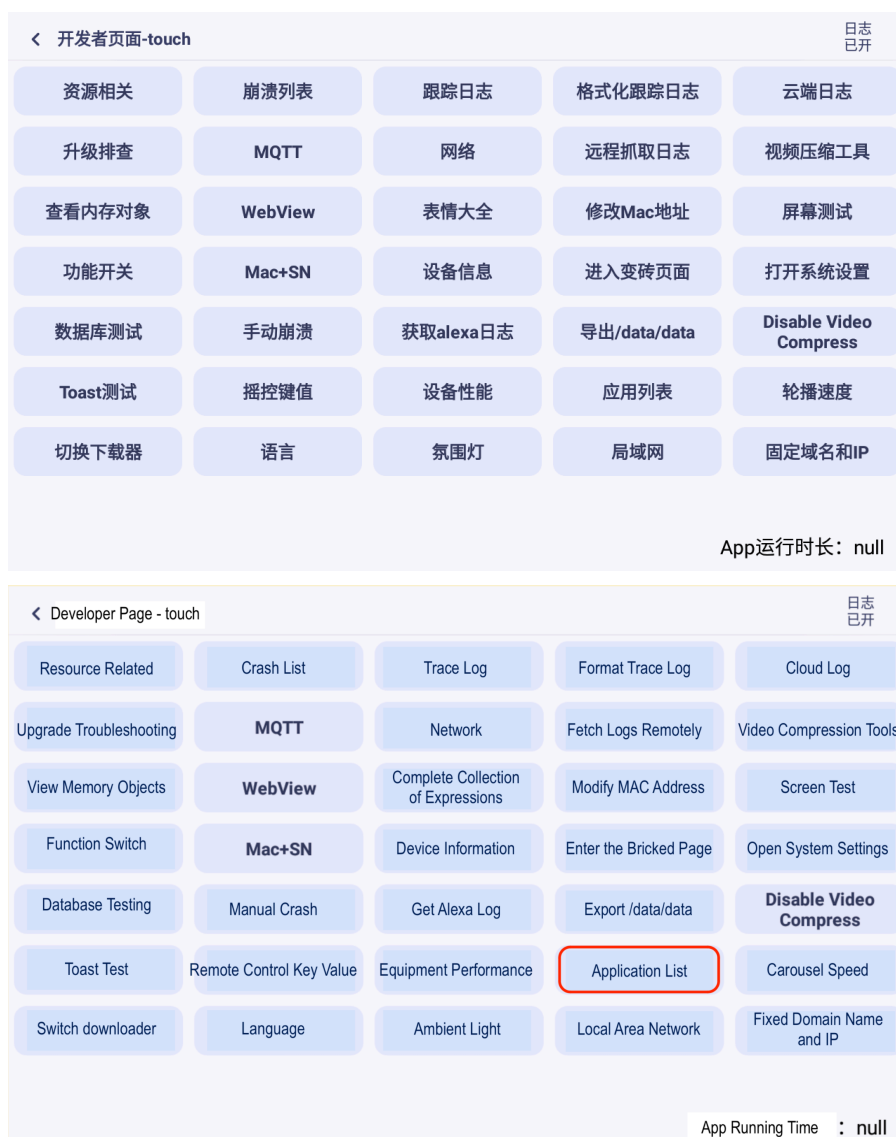 开发者页面-touch
日志
已开
资源相关 崩溃列表 跟踪日志 格式化跟踪日志 云端日志
升级排查 MQTT 网络 远程抓取日志 视频压缩工具
查看内存对象 WebView 表情大全 修改Mac地址 屏幕测试
功能开关 Mac+SN 设备信息 进入变砖页面 打开系统设置
数据库测试 手动崩溃 获取alexa日志 导出/data/data Disable Video
Compress
Toast测试 摇控键值 设备性能 应用列表 轮播速度
切换下载器 语言 氛围灯 局域网 固定域名和IP
App运行时长：null
Developer Page - touch
日志
已开
Resource Related Crash List Trace Log Format Trace Log Cloud Log
Upgrade Troubleshooting MQTT Network Fetch Logs Remotely Video Compression Tools
View Memory Objects WebView Complete Collection
of Expressions Modify MAC Address Screen Test
Function Switch Mac+SN Device Information Enter the Bricked Page Open System Settings
Database Testing Manual Crash Get Alexa Log Export /data/data Disable Video
Compress
Toast Test Remote Control Key Value Equipment Performance Application List Carousel Speed
Switch downloader Language Ambient Light Local Area Network Fixed Domain Name
and IP
App Running Time ：null